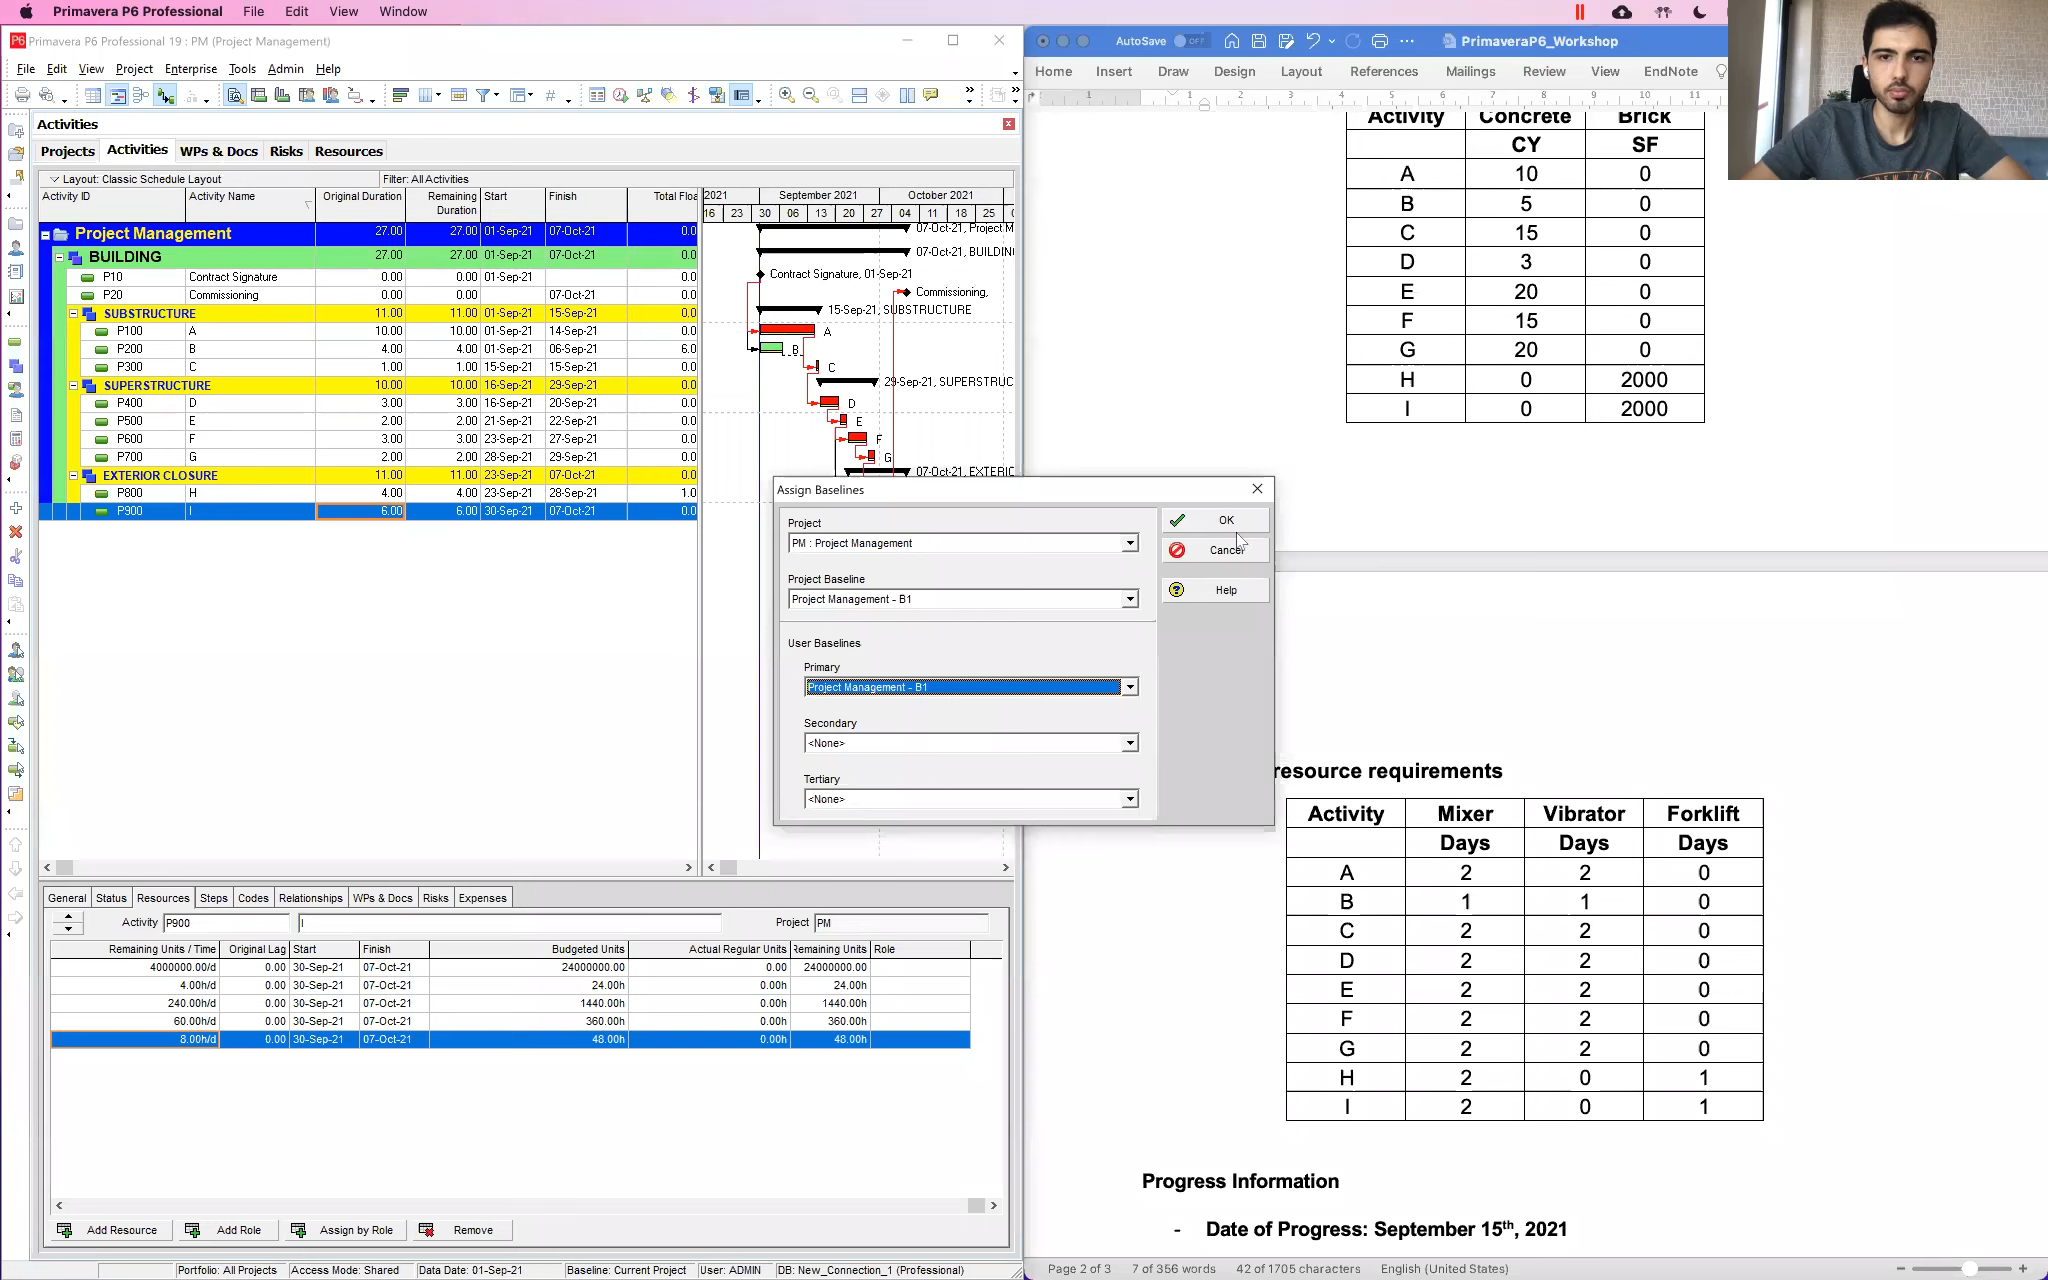 Primavera P6 Professional File Edit View Window
Primavera P6 Professional 19 : PM (Project Management)
File Edit View Project Enterprise Tools Admin Help
Activities
Projects Activities WPs & Docs Risks Resources
Layout: Classic Schedule Layout Filter: All Activities
Activity ID Activity Name Original Duration Remaining Duration Start Finish Total Floa
2021 September 2021 October 2021
16 23 30 06 13 20 27 04 11 18 25
Project Management 27.00 27.00 01-Sep-21 07-Oct-21 0.0
BUILDING 27.00 27.00 01-Sep-21 07-Oct-21 0.0
P10 Contract Signature 0.00 0.00 01-Sep-21 0.0
P20 Commissioning 0.00 0.00 07-Oct-21 0.0
SUBSTRUCTURE 11.00 11.00 01-Sep-21 15-Sep-21 0.0
P100 A 10.00 10.00 01-Sep-21 14-Sep-21 0.0
P200 B 4.00 4.00 01-Sep-21 06-Sep-21 6.0
P300 C 1.00 1.00 15-Sep-21 15-Sep-21 0.0
SUPERSTRUCTURE 10.00 10.00 16-Sep-21 29-Sep-21 0.0
P400 D 3.00 3.00 16-Sep-21 20-Sep-21 0.0
P500 E 2.00 2.00 21-Sep-21 22-Sep-21 0.0
P600 F 3.00 3.00 23-Sep-21 27-Sep-21 0.0
P700 G 2.00 2.00 28-Sep-21 29-Sep-21 0.0
EXTERIOR CLOSURE 11.00 11.00 23-Sep-21 07-Oct-21 0.0
P800 H 4.00 4.00 23-Sep-21 28-Sep-21 1.0
P900 I 6.00 6.00 30-Sep-21 07-Oct-21 0.0
07-Oct-21, Project M
07-Oct-21, BUILDIN
Contract Signature, 01-Sep-21
Commissioning,
15-Sep-21, SUBSTRUCTURE
A
B
C
29-Sep-21, SUPERSTRUC
D
E
F
G
07-Oct-21, EXTERIC
Assign Baselines
Project
PM : Project Management
Project Baseline
Project Management - B1
User Baselines
Primary
Project Management - B1
Secondary
<None>
Tertiary
<None>
OK
Cancel
Help
General Status Resources Steps Codes Relationships WPs & Docs Risks Expenses
Activity P900 I Project PM
Remaining Units / Time Original Lag Start Finish Budgeted Units Actual Regular Units Remaining Units Role
4000000.00/d 0.00 30-Sep-21 07-Oct-21 24000000.00 0.00 24000000.00
4.00h/d 0.00 30-Sep-21 07-Oct-21 24.00h 0.00h 24.00h
240.00h/d 0.00 30-Sep-21 07-Oct-21 1440.00h 0.00h 1440.00h
60.00h/d 0.00 30-Sep-21 07-Oct-21 360.00h 0.00h 360.00h
8.00h/d 0.00 30-Sep-21 07-Oct-21 48.00h 0.00h 48.00h
Add Resource Add Role Assign by Role Remove
Portfolio: All Projects Access Mode: Shared Data Date: 01-Sep-21 Baseline: Current Project User: ADMIN DB: New_Connection_1 (Professional)
AutoSave OFF PrimaveraP6_Workshop
Home Insert Draw Design Layout References Mailings Review View EndNote
1 1 2 3 4 5 6 7 8 9 10 11
Activity Concrete Brick
CY SF
A 10 0
B 5 0
C 15 0
D 3 0
E 20 0
F 15 0
G 20 0
H 0 2000
I 0 2000
resource requirements
Activity Mixer Vibrator Forklift
Days Days Days
A 2 2 0
B 1 1 0
C 2 2 0
D 2 2 0
E 2 2 0
F 2 2 0
G 2 2 0
H 2 0 1
I 2 0 1
Progress Information
- Date of Progress: September 15th, 2021
Page 2 of 3 7 of 356 words 42 of 1705 characters English (United States)